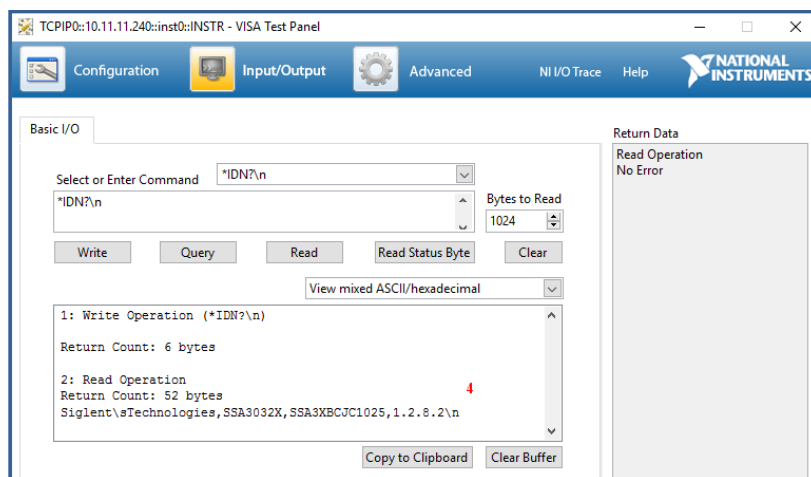 TCPIP0::10.11.11.240::inst0::INSTR - VISA Test Panel
Configuration
Input/Output
Advanced
NI I/O Trace
Help
NATIONAL INSTRUMENTS
Basic I/O
Return Data
Read Operation
No Error
Select or Enter Command
*IDN?\n
*IDN?\n
Bytes to Read
1024
Write
Query
Read
Read Status Byte
Clear
View mixed ASCII/hexadecimal
1: Write Operation (*IDN?\n)
Return Count: 6 bytes
2: Read Operation
Return Count: 52 bytes
Siglent\sTechnologies,SSA3032X,SSA3XBCJC1025,1.2.8.2\n
4
Copy to Clipboard
Clear Buffer